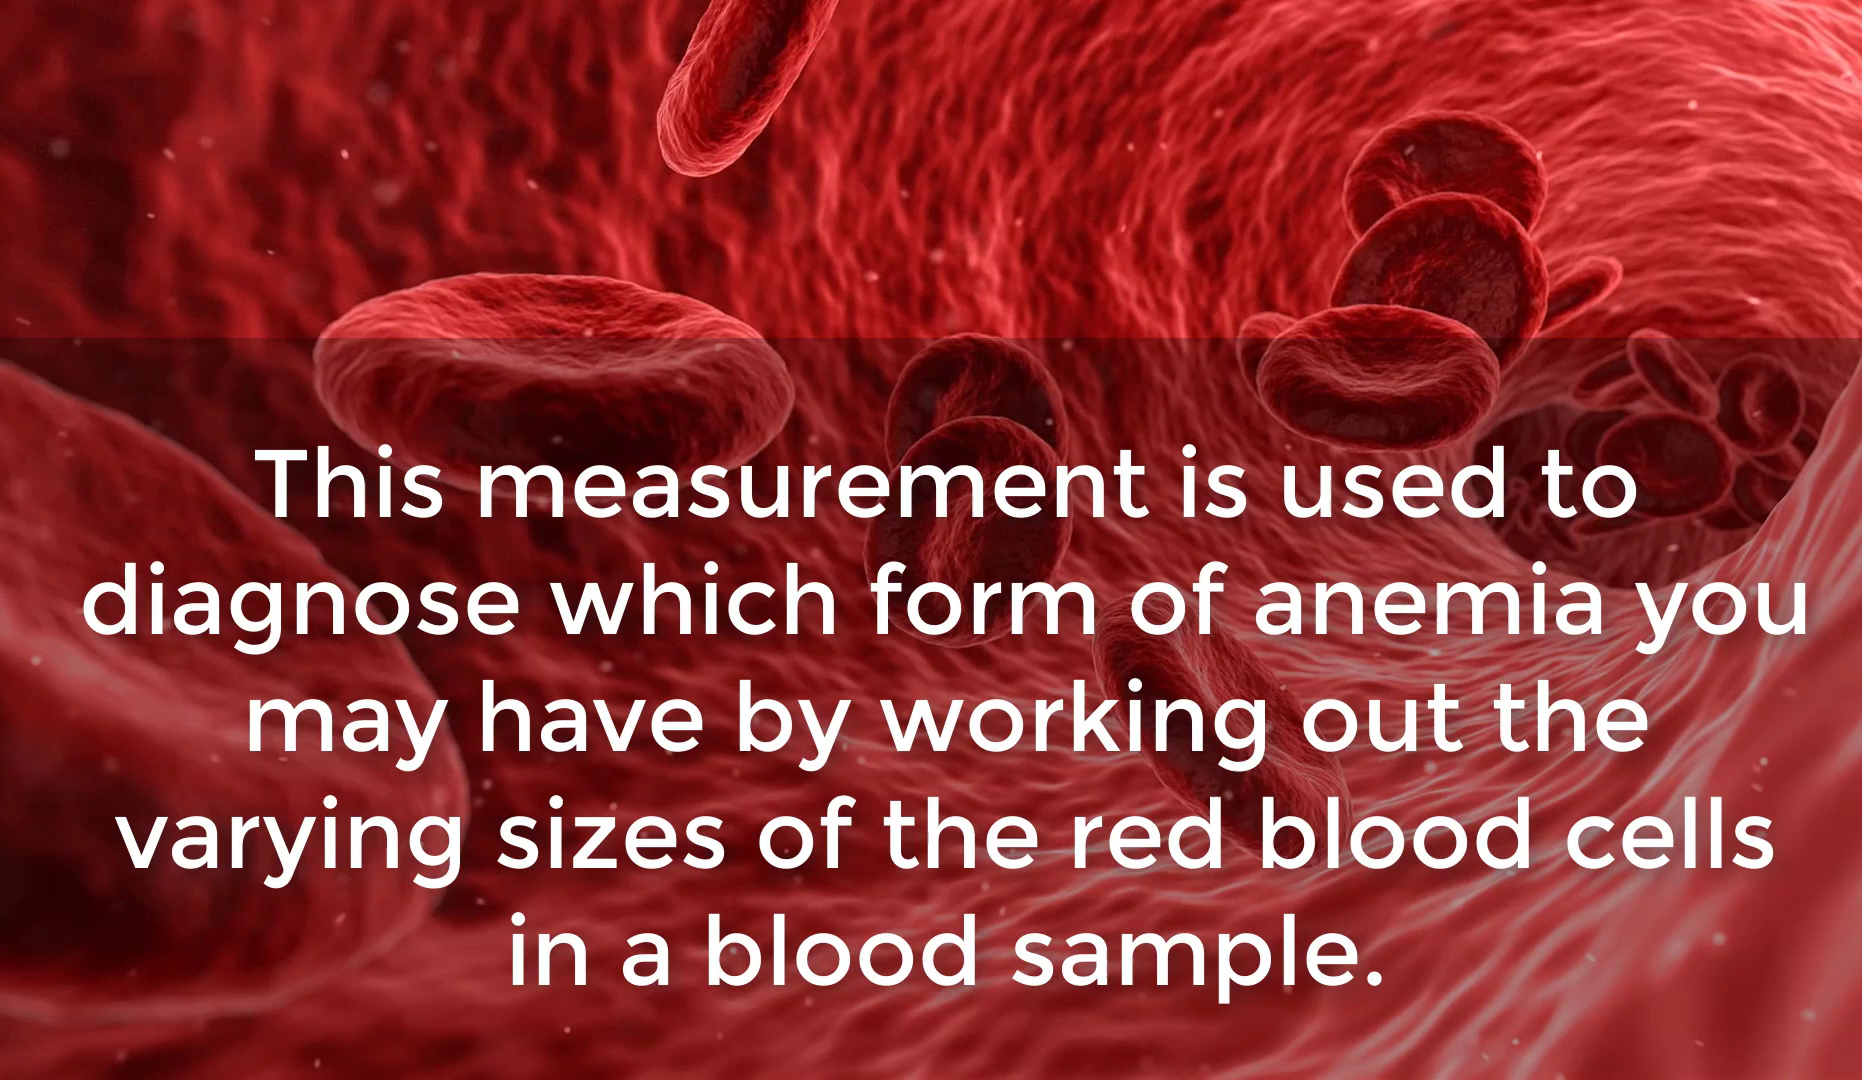 This measurement is used to
diagnose which form of anemia you
may have by working out the
varying sizes of the red blood cells
in a blood sample.